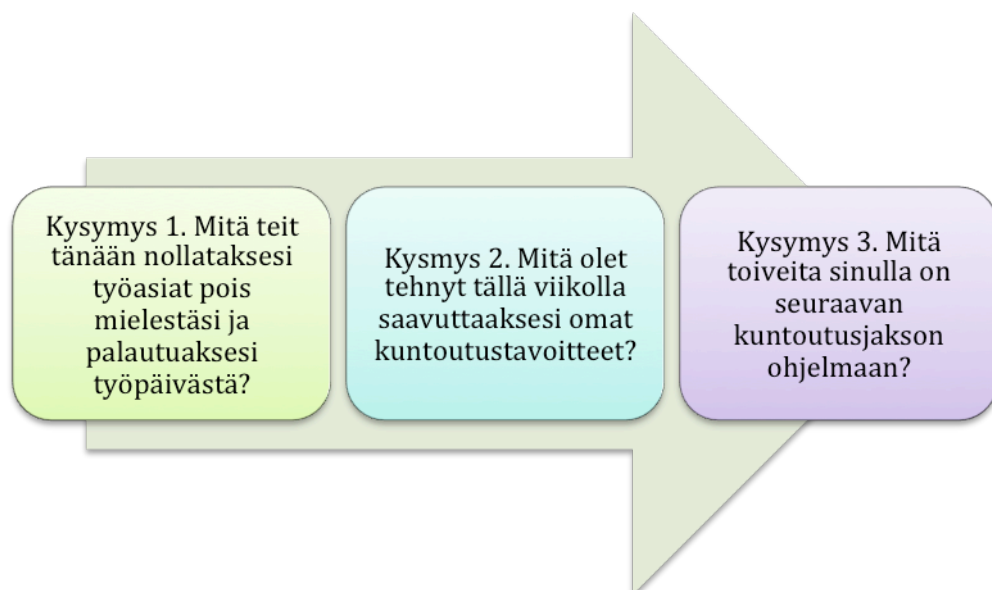 Kysymys 1. Mitä teit
tänään nollataksesi
työasiat pois
mielestäsi ja
palautuaksesi
työpäivästä?
Kysmys 2. Mitä olet
tehnyt tällä viikolla
saavuttaaksesi omat
kuntoutustavoitteet?
Kysymys 3. Mitä
toiveita sinulla on
seuraavan
kuntoutusjakson
ohjelmaan?